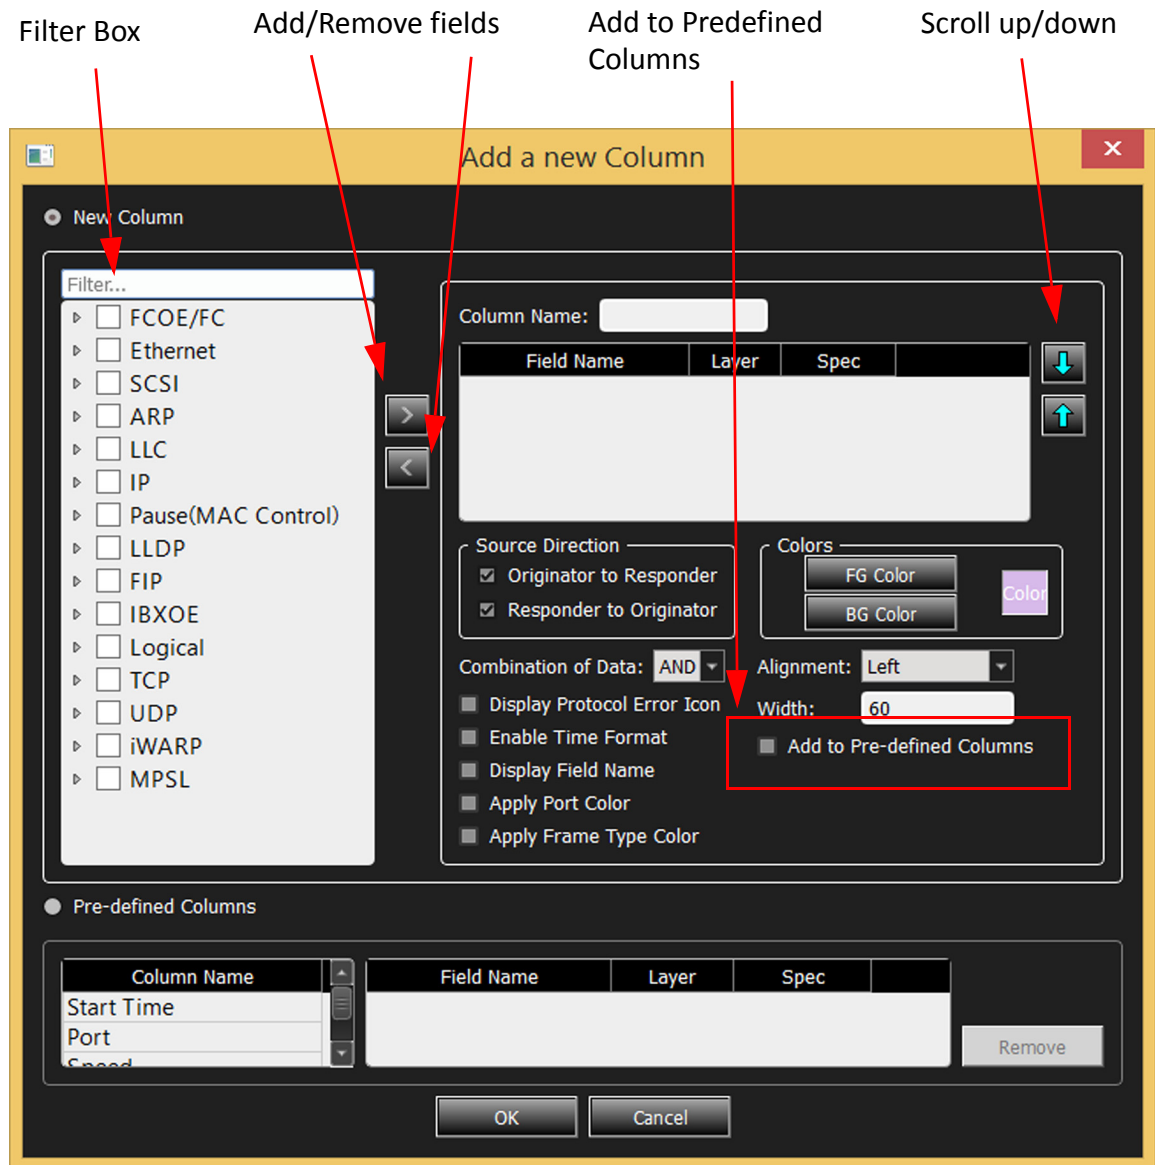 Filter Box
Add/Remove fields
Add to Predefined
Columns
Scroll up/down
Add a new Column
New Column
Filter...
FCOE/FC
Ethernet
SCSI
ARP
LLC
IP
Pause(MAC Control)
LLDP
FIP
IBXOE
Logical
TCP
UDP
iWARP
MPSL
>
<
Column Name:
Field Name Layer Spec
Source Direction
Originator to Responder
Responder to Originator
Colors
FG Color
BG Color
Color
Combination of Data: AND
Alignment: Left
Display Protocol Error Icon
Width: 60
Enable Time Format
Add to Pre-defined Columns
Display Field Name
Apply Port Color
Apply Frame Type Color
Pre-defined Columns
Column Name
Start Time
Port
Speed
Field Name Layer Spec
Remove
OK
Cancel